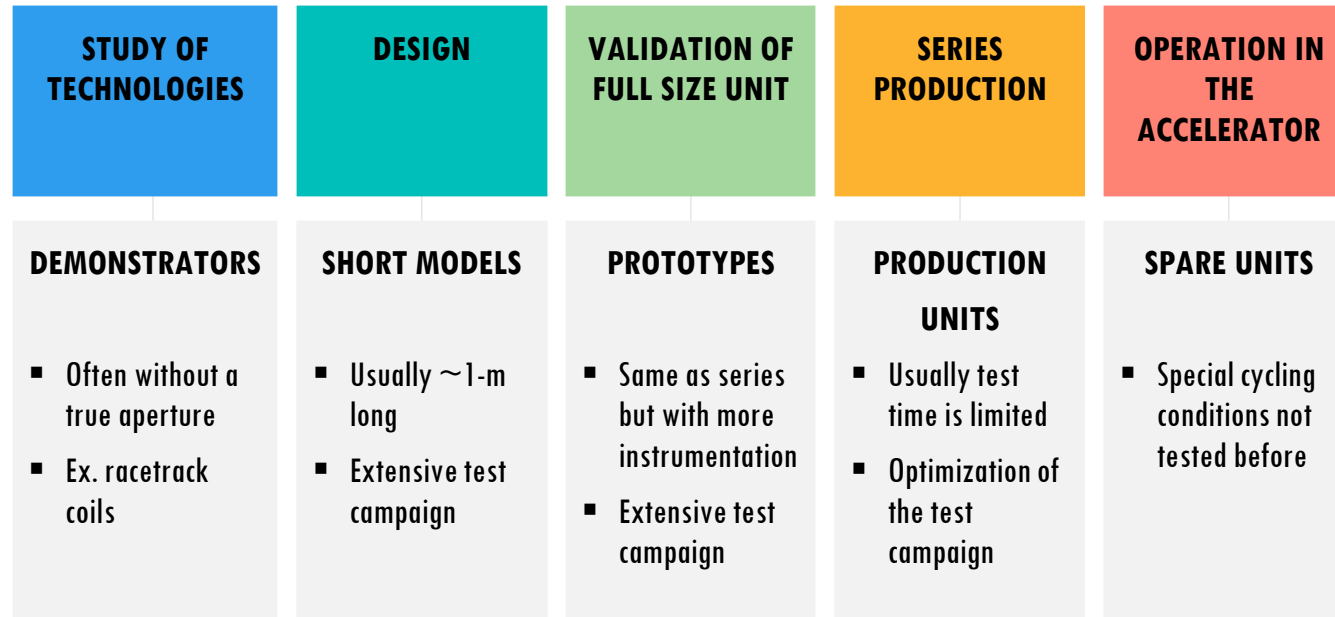 STUDY OF
TECHNOLOGIES
DESIGN
VALIDATION OF
FULL SIZE UNIT
SERIES
PRODUCTION
OPERATION IN
THE
ACCELERATOR
DEMONSTRATORS
▪ Often without a
true aperture
▪ Ex. racetrack
coils
SHORT MODELS
▪ Usually ~1-m
long
▪ Extensive test
campaign
PROTOTYPES
▪ Same as series
but with more
instrumentation
▪ Extensive test
campaign
PRODUCTION
UNITS
▪ Usually test
time is limited
▪ Optimization of
the test
campaign
SPARE UNITS
▪ Special cycling
conditions not
tested before